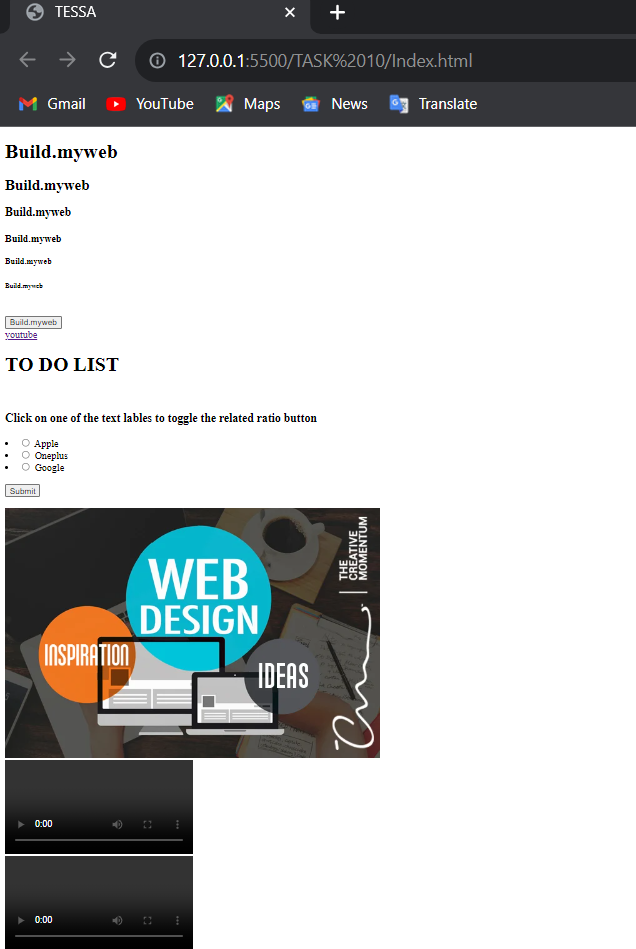 TESSA
127.0.0.1:5500/TASK%2010/Index.html
Gmail YouTube Maps News Translate
Build.myweb
Build.myweb
Build.myweb
Build.myweb
Build.myweb
Build.myweb
Build.myweb
youtube
TO DO LIST
Click on one of the text lables to toggle the related ratio button
Apple
Oneplus
Google
Submit
WEB
DESIGN
INSPIRATION
IDEAS
THE
CREATIVE
MOMENTUM
0:00
0:00